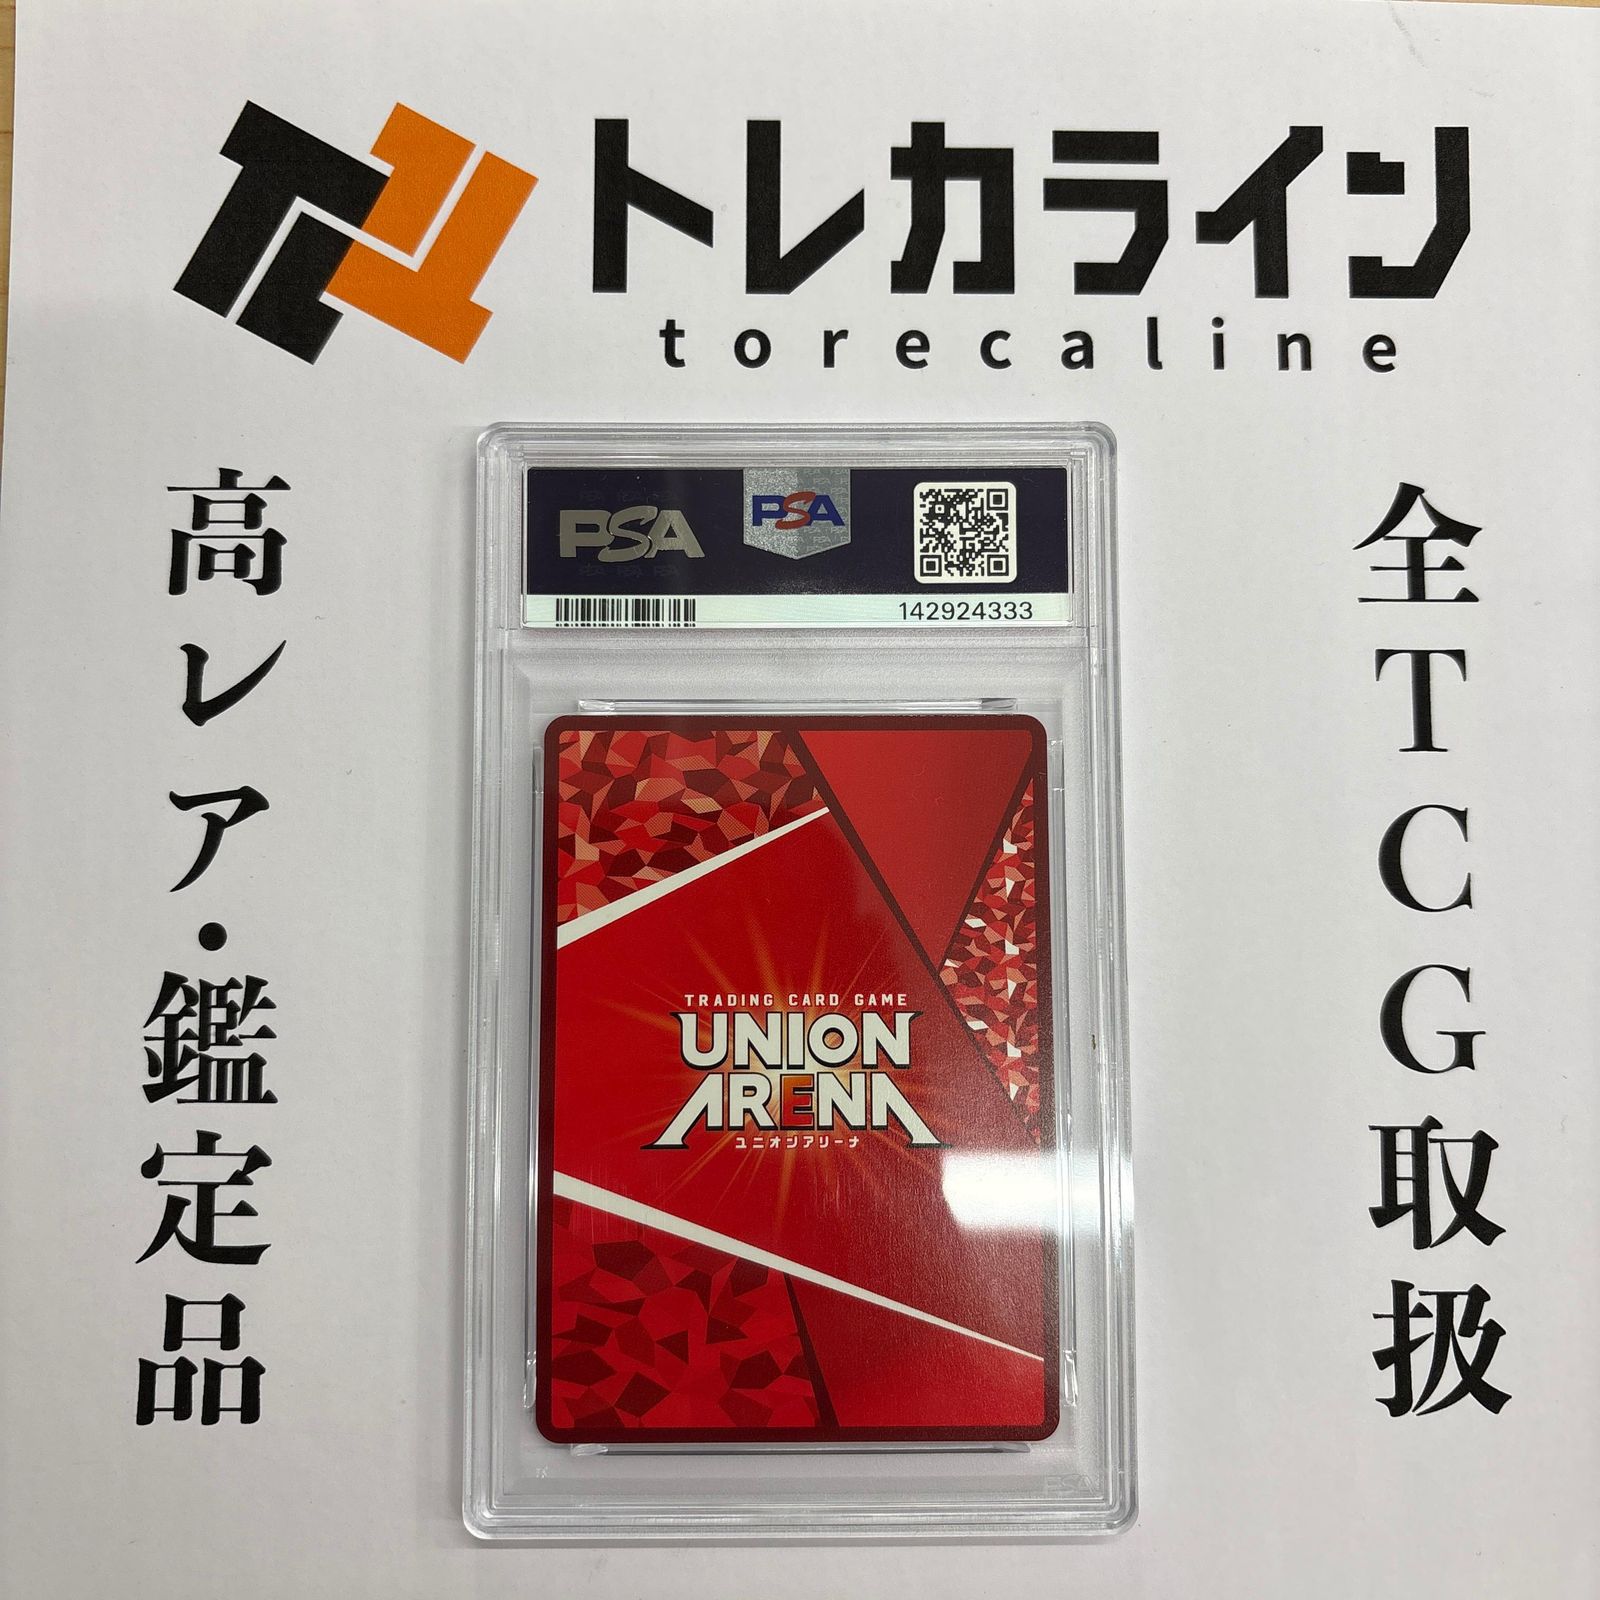 トレカライン
torecaline
高レア・鑑定品
全TCG取扱
PSA
PSA
142924333
TRADING CARD GAME
UNION
ARENA
ユニオンアリーナ
PSA